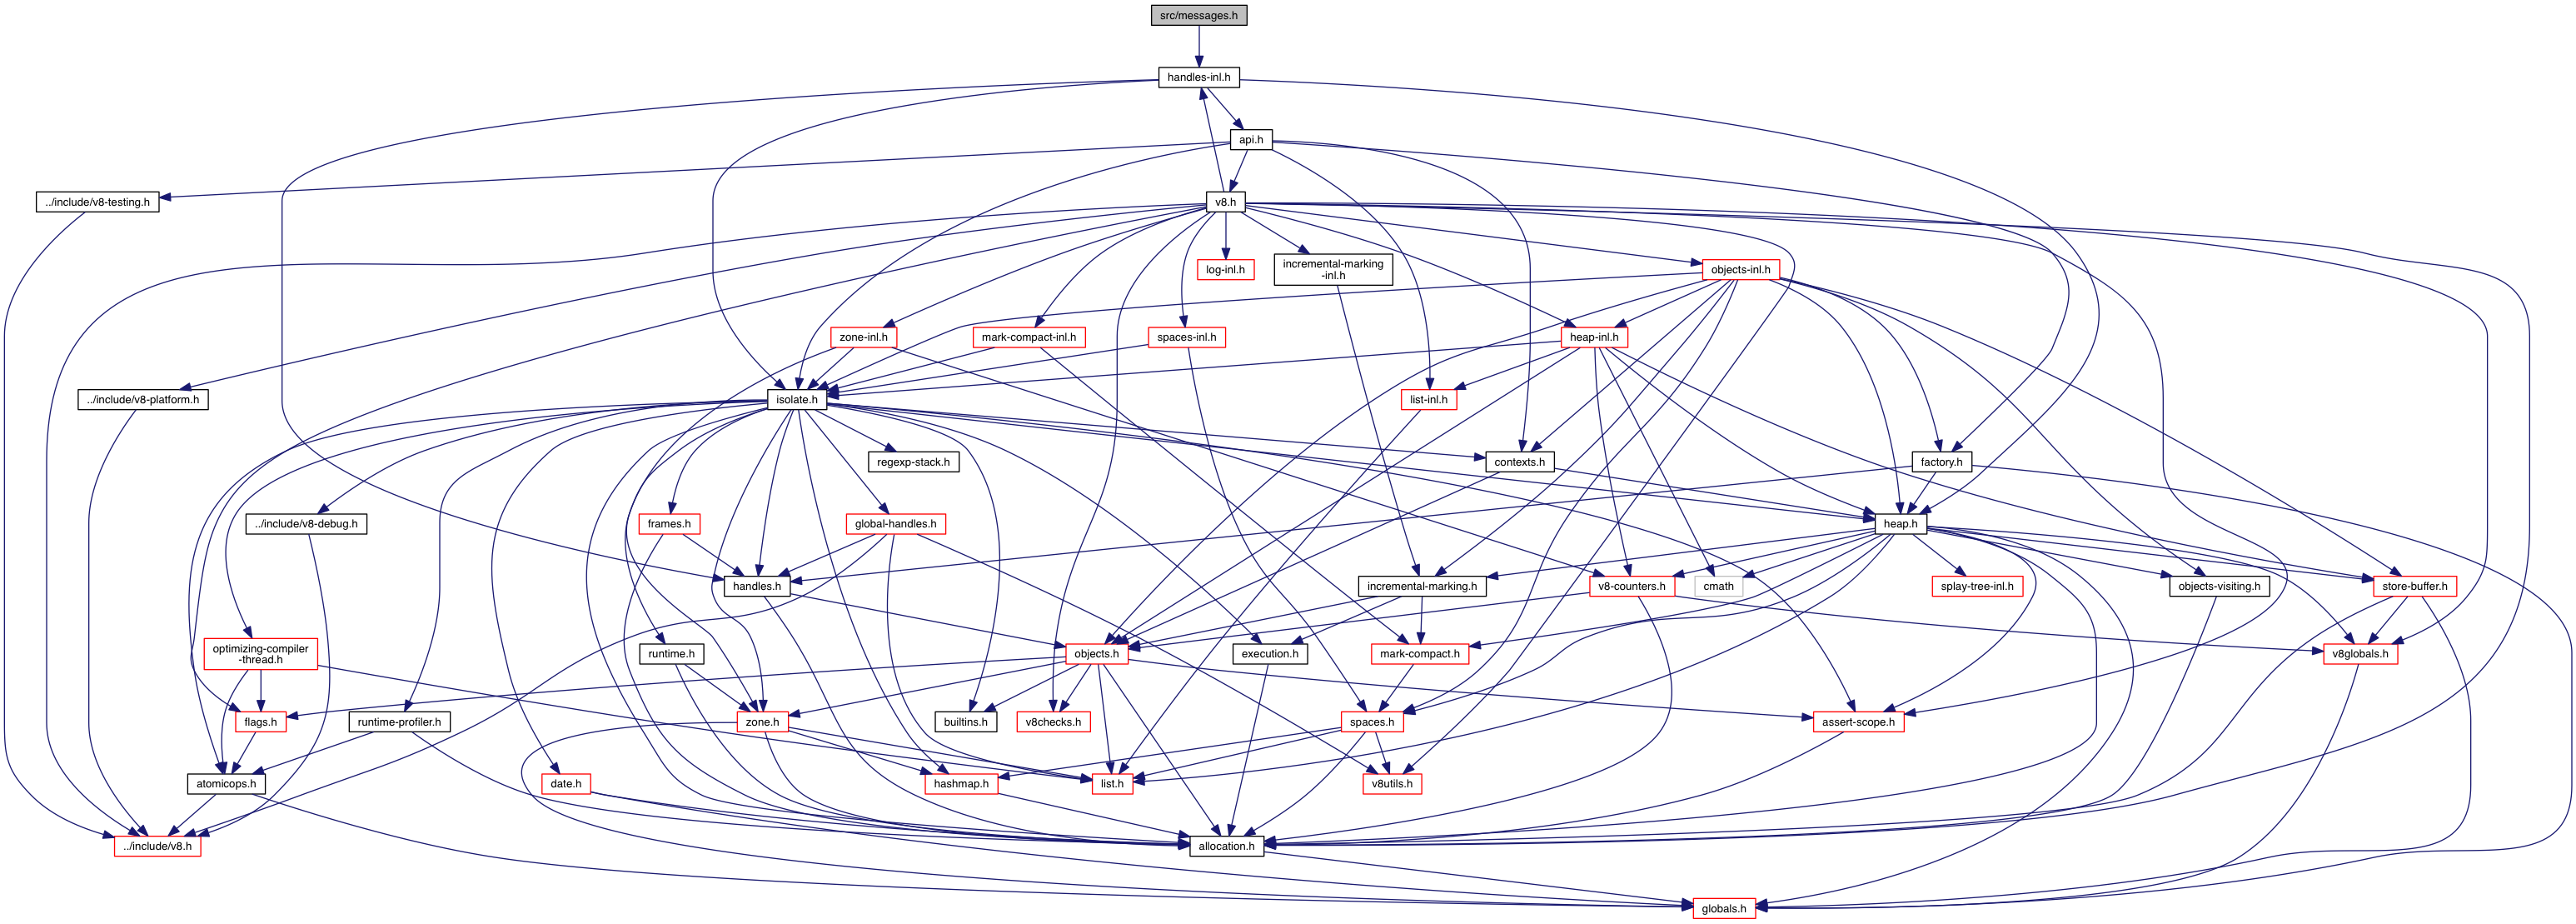 src/messages.h
handles-inl.h
api.h
../include/v8-testing.h
v8.h
log-inl.h
incremental-marking
-inl.h
objects-inl.h
zone-inl.h
mark-compact-inl.h
spaces-inl.h
heap-inl.h
../include/v8-platform.h
isolate.h
list-inl.h
regexp-stack.h
contexts.h
factory.h
../include/v8-debug.h
frames.h
global-handles.h
heap.h
handles.h
incremental-marking.h
v8-counters.h
cmath
splay-tree-inl.h
objects-visiting.h
store-buffer.h
optimizing-compiler
-thread.h
runtime.h
objects.h
execution.h
mark-compact.h
v8globals.h
flags.h
runtime-profiler.h
zone.h
builtins.h
v8checks.h
spaces.h
assert-scope.h
atomicops.h
date.h
hashmap.h
list.h
v8utils.h
../include/v8.h
allocation.h
globals.h